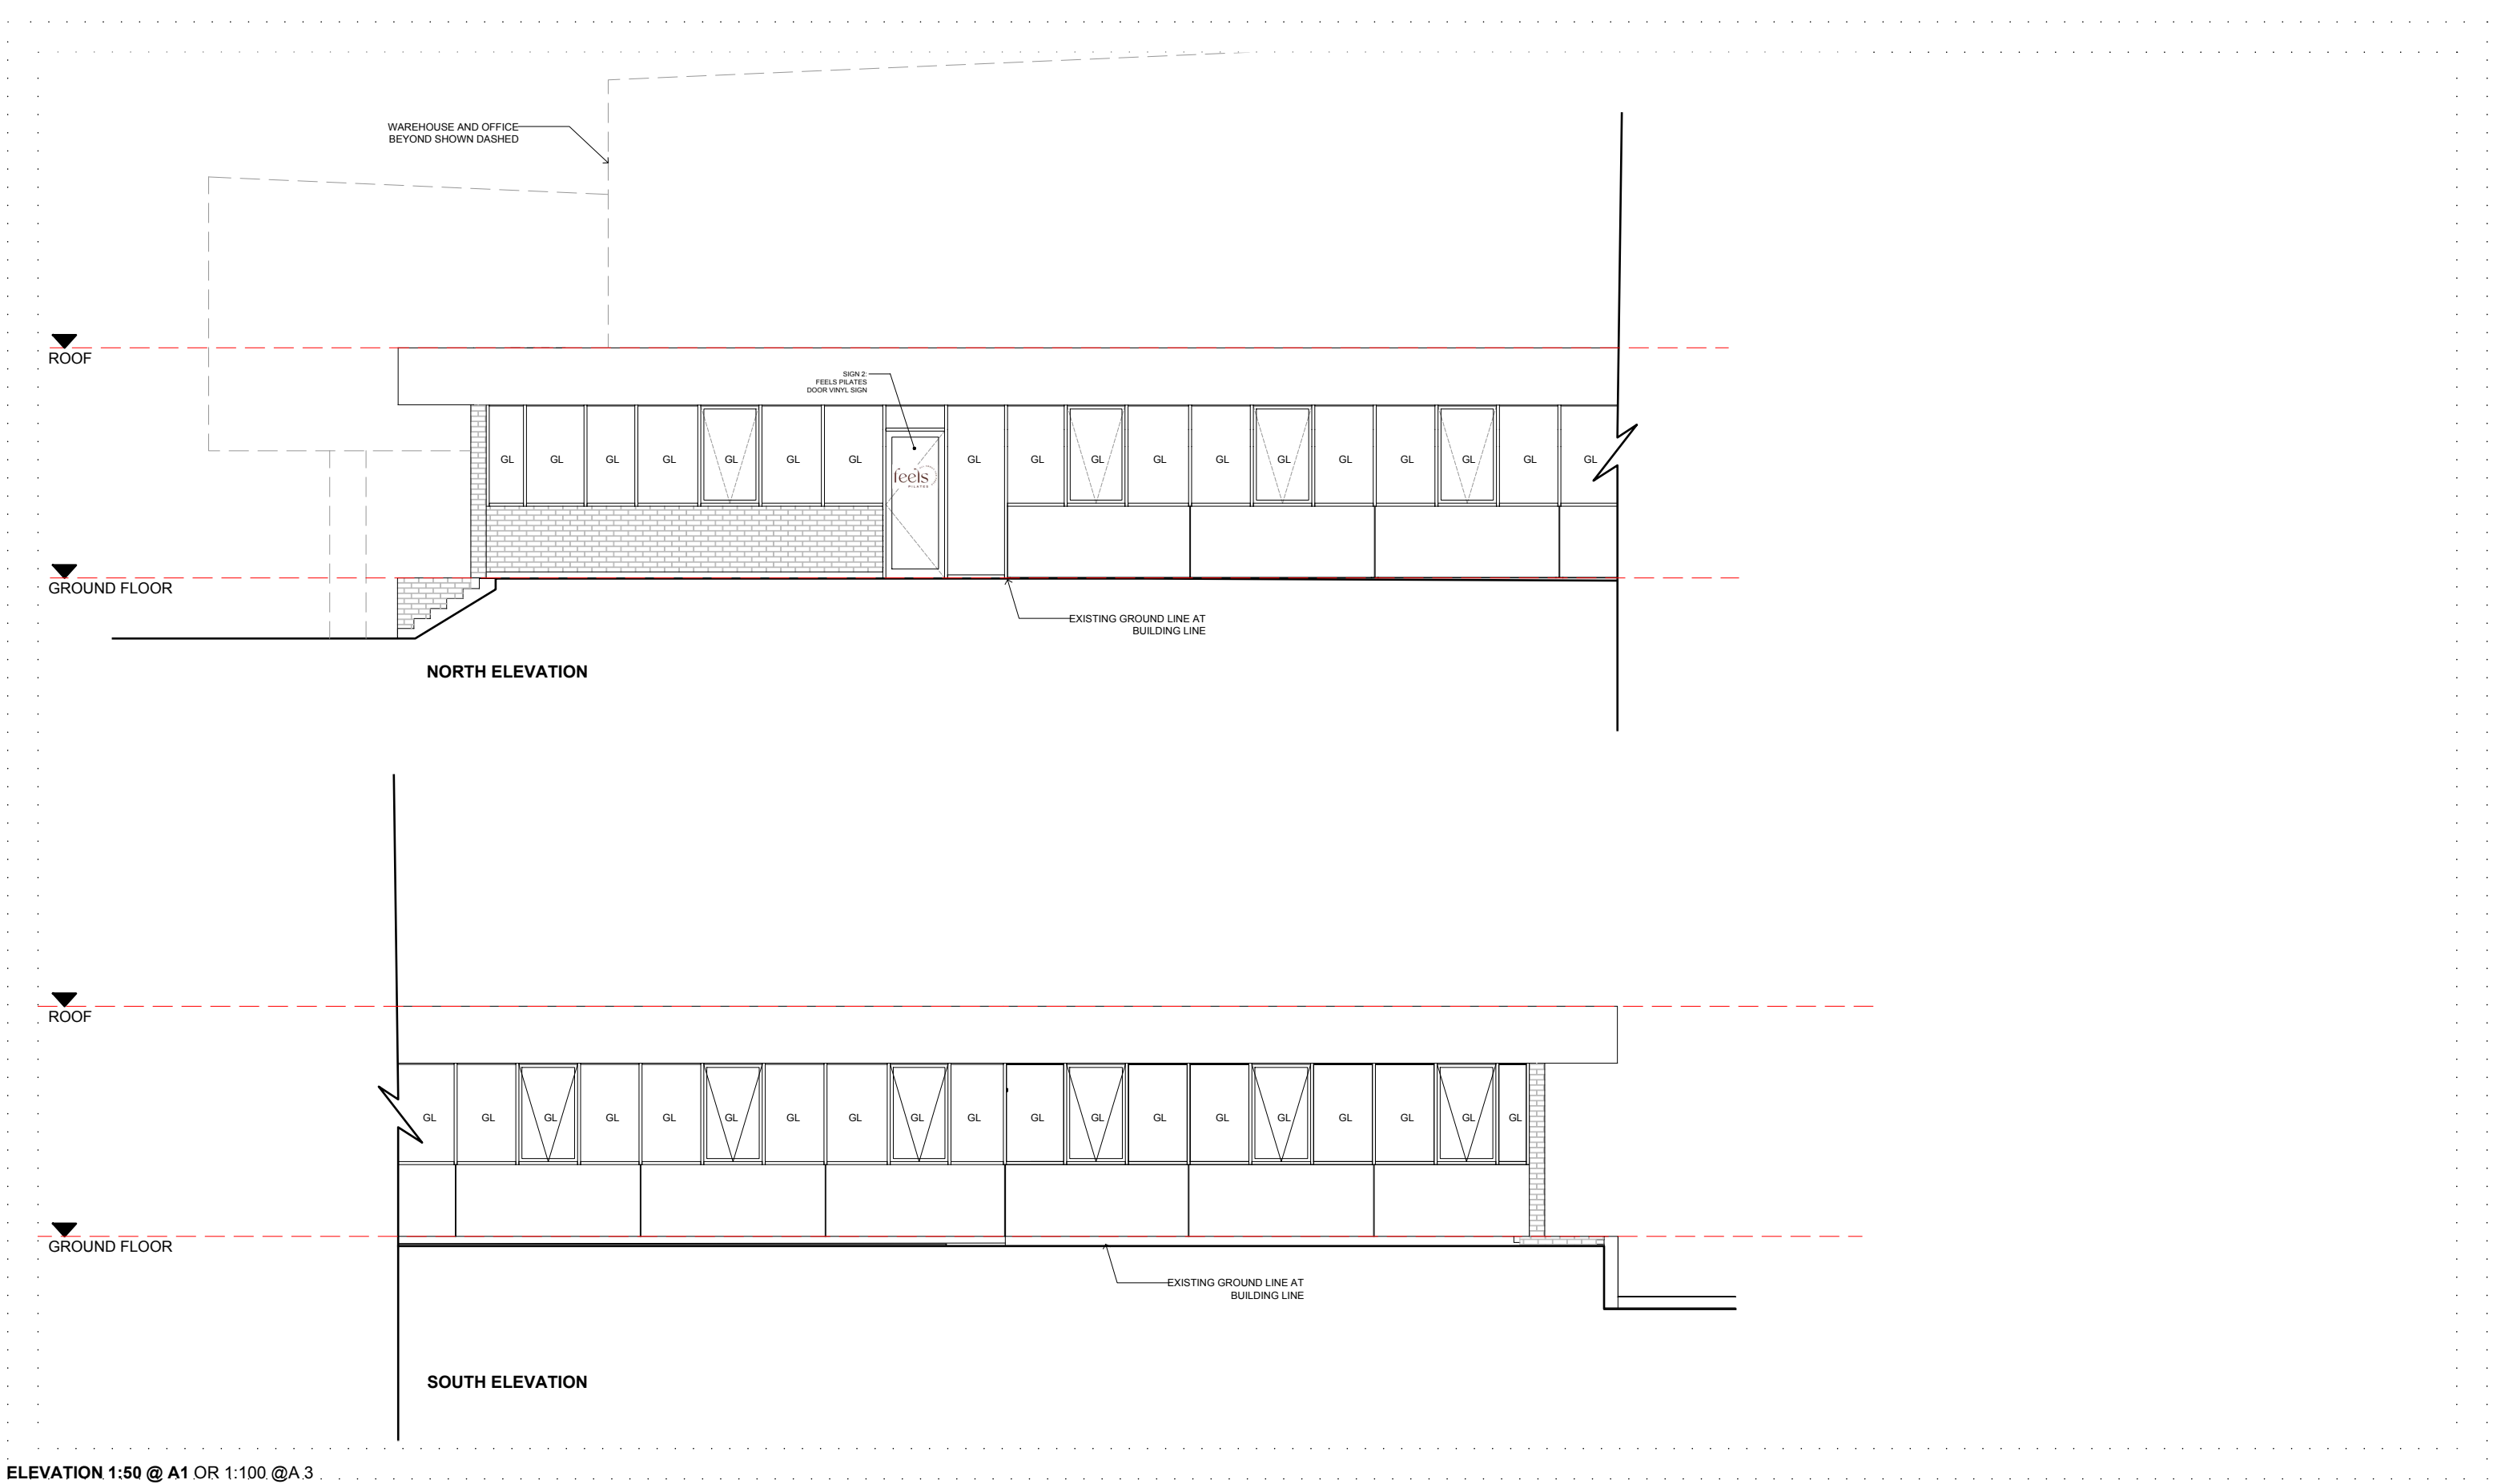 WAREHOUSE AND OFFICE
BEYOND SHOWN DASHED
ROOF
SIGN 2:
FEELS PILATES
DOOR VINYL SIGN
GL GL GL GL GL GL GL GL GL GL GL GL GL GL GL GL GL GL
feels
PILATES
GROUND FLOOR
EXISTING GROUND LINE AT
BUILDING LINE
NORTH ELEVATION
ROOF
GL GL GL GL GL GL GL GL GL GL GL GL GL GL GL GL GL GL GL
GROUND FLOOR
EXISTING GROUND LINE AT
BUILDING LINE
SOUTH ELEVATION
ELEVATION 1:50 @ A1 OR 1:100 @A 3